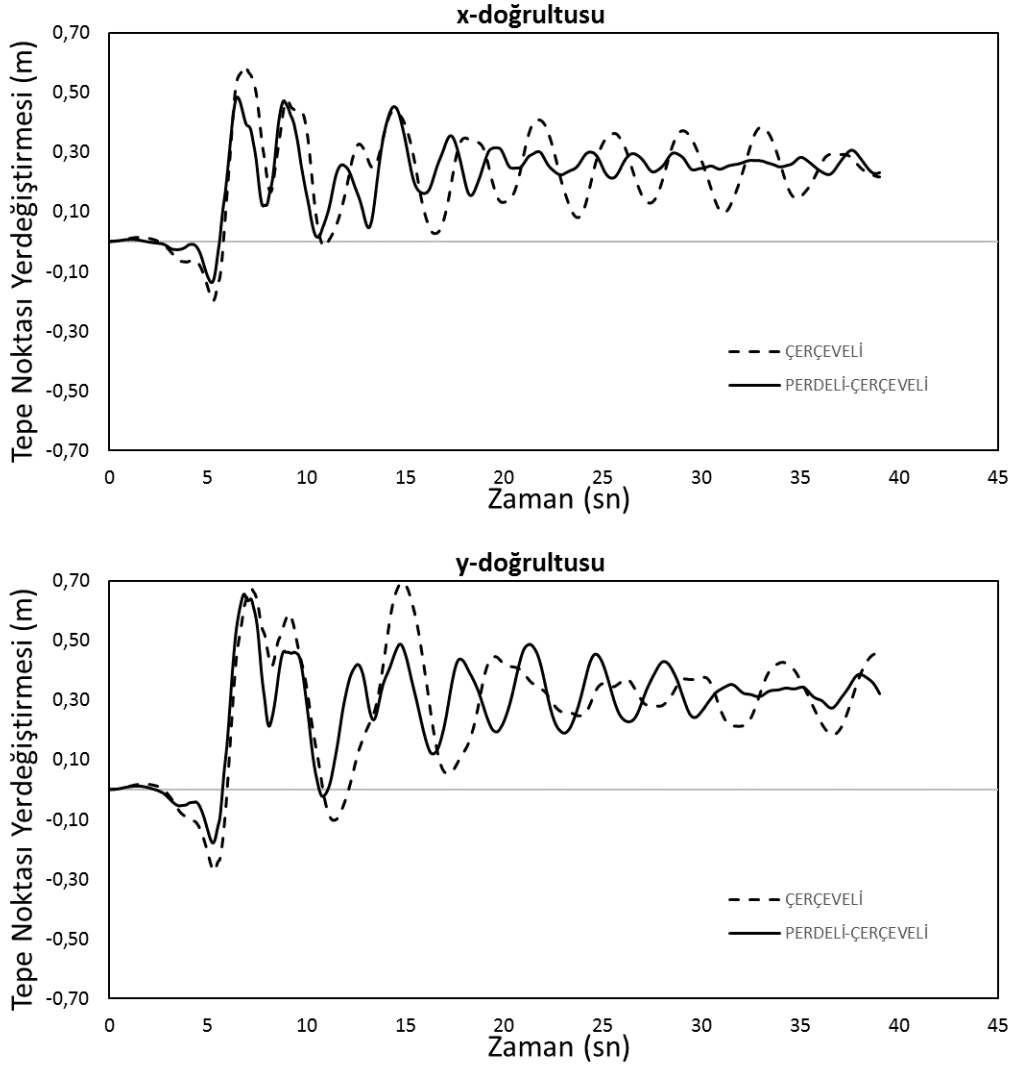 x-doğrultusu
Tepe Noktası Yerdeğiştirmesi (m)
0,70
0,50
0,30
0,10
-0,10
-0,30
-0,50
-0,70
ÇERÇEVELİ
PERDELİ-ÇERÇEVELİ
0 5 10 15 20 25 30 35 40 45
Zaman (sn)
y-doğrultusu
Tepe Noktası Yerdeğiştirmesi (m)
0,70
0,50
0,30
0,10
-0,10
-0,30
-0,50
-0,70
ÇERÇEVELİ
PERDELİ-ÇERÇEVELİ
0 5 10 15 20 25 30 35 40 45
Zaman (sn)